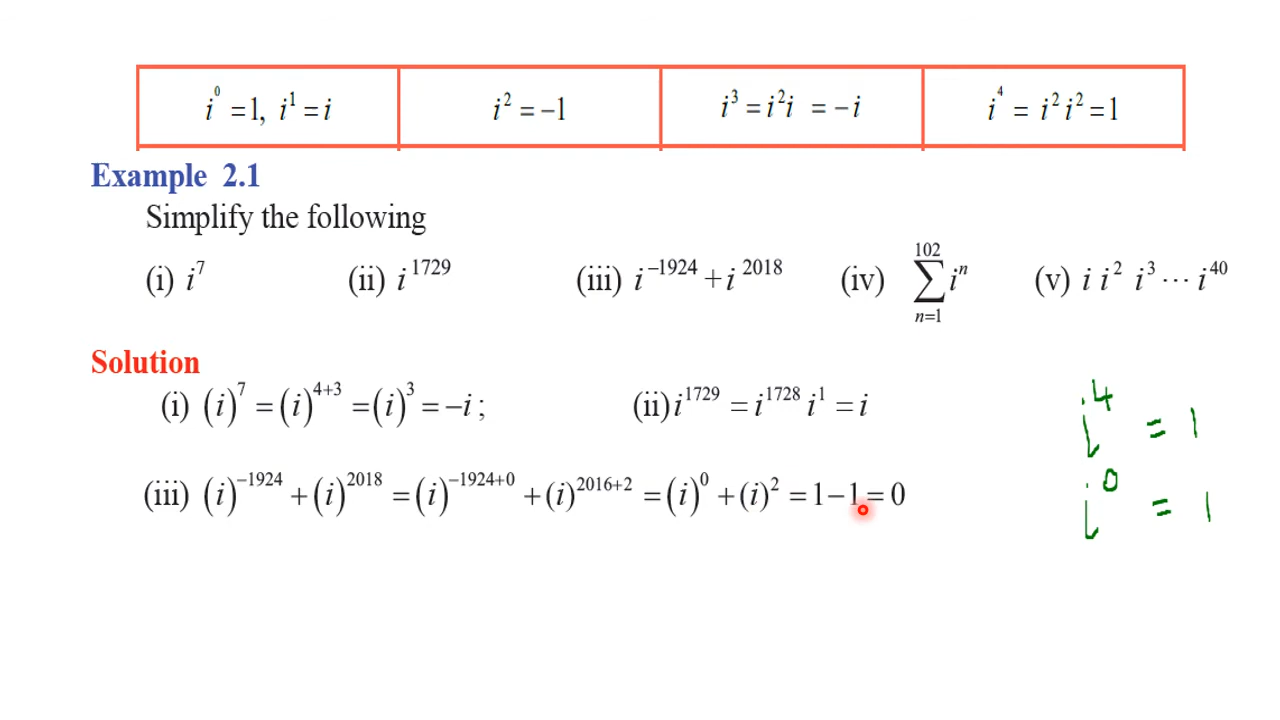 i⁰ = 1, i¹ = i i² = −1 i³ = i²i = −i i⁴ = i² i² = 1
Example 2.1
Simplify the following
(i) i⁷ (ii) i¹⁷²⁹ (iii) i⁻¹⁹²⁴ + i²⁰¹⁸ (iv) ∑ₙ₌₁¹⁰² iⁿ (v) i i² i³ ⋯ i⁴⁰
Solution
(i) (i)⁷ = (i)⁴⁺³ = (i)³ = −i ; (ii) i¹⁷²⁹ = i¹⁷²⁸ i¹ = i
i⁴ = 1
(iii) (i)⁻¹⁹²⁴ + (i)²⁰¹⁸ = (i)⁻¹⁹²⁴⁺⁰ + (i)²⁰¹⁶⁺² = (i)⁰ + (i)² = 1 − 1 = 0
i⁰ = 1